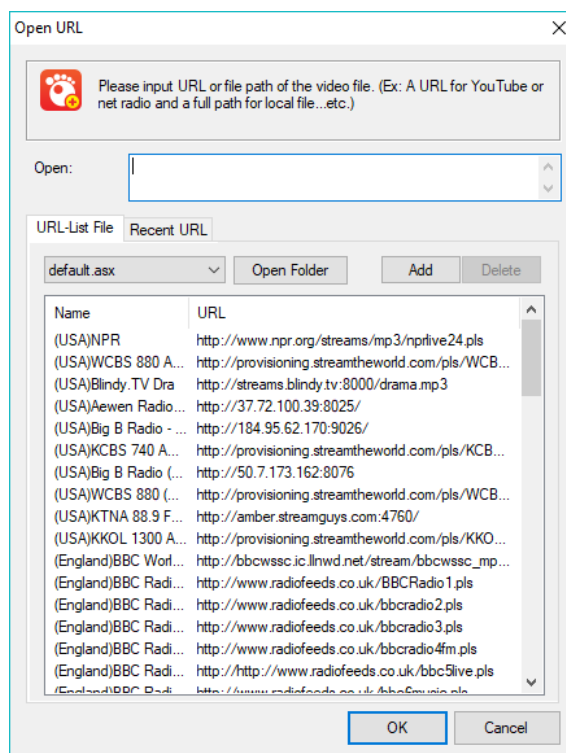 Open URL
Please input URL or file path of the video file. (Ex: A URL for YouTube or
net radio and a full path for local file...etc.)
Open:
URL-List File Recent URL
default.asx Open Folder Add Delete
Name URL
(USA)NPR http://www.npr.org/streams/mp3/nprlive24.pls
(USA)WCBS 880 A... http://provisioning.streamtheworld.com/pls/WCB...
(USA)Blindy.TV Dra http://streams.blindy.tv:8000/drama.mp3
(USA)Aewen Radio... http://37.72.100.39:8025/
(USA)Big B Radio - ... http://184.95.62.170:9026/
(USA)KCBS 740 A... http://provisioning.streamtheworld.com/pls/KCB...
(USA)Big B Radio (... http://50.7.173.162:8076
(USA)WCBS 880 (... http://provisioning.streamtheworld.com/pls/WCB...
(USA)KTNA 88.9 F... http://amber.streamguys.com:4760/
(USA)KKOL 1300 A... http://provisioning.streamtheworld.com/pls/KKO...
(England)BBC Worl... http://bbcwssc.ic.llnwd.net/stream/bbcwssc_mp...
(England)BBC Radi... http://www.radiofeeds.co.uk/BBCRadio1.pls
(England)BBC Radi... http://www.radiofeeds.co.uk/bbcradio2.pls
(England)BBC Radi... http://www.radiofeeds.co.uk/bbcradio3.pls
(England)BBC Radi... http://www.radiofeeds.co.uk/bbcradio4fm.pls
(England)BBC Radi... http://http://www.radiofeeds.co.uk/bbc5live.pls
(England)BBC Radi... http://www.radiofeeds.co.uk/bbc6music.pls
OK Cancel